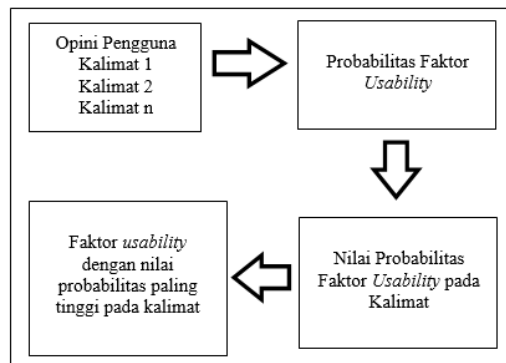 Opini Pengguna
Kalimat 1
Kalimat 2
Kalimat n
Probabilitas Faktor
Usability
Nilai Probabilitas
Faktor Usability pada
Kalimat
Faktor usability
dengan nilai
probabilitas paling
tinggi pada kalimat